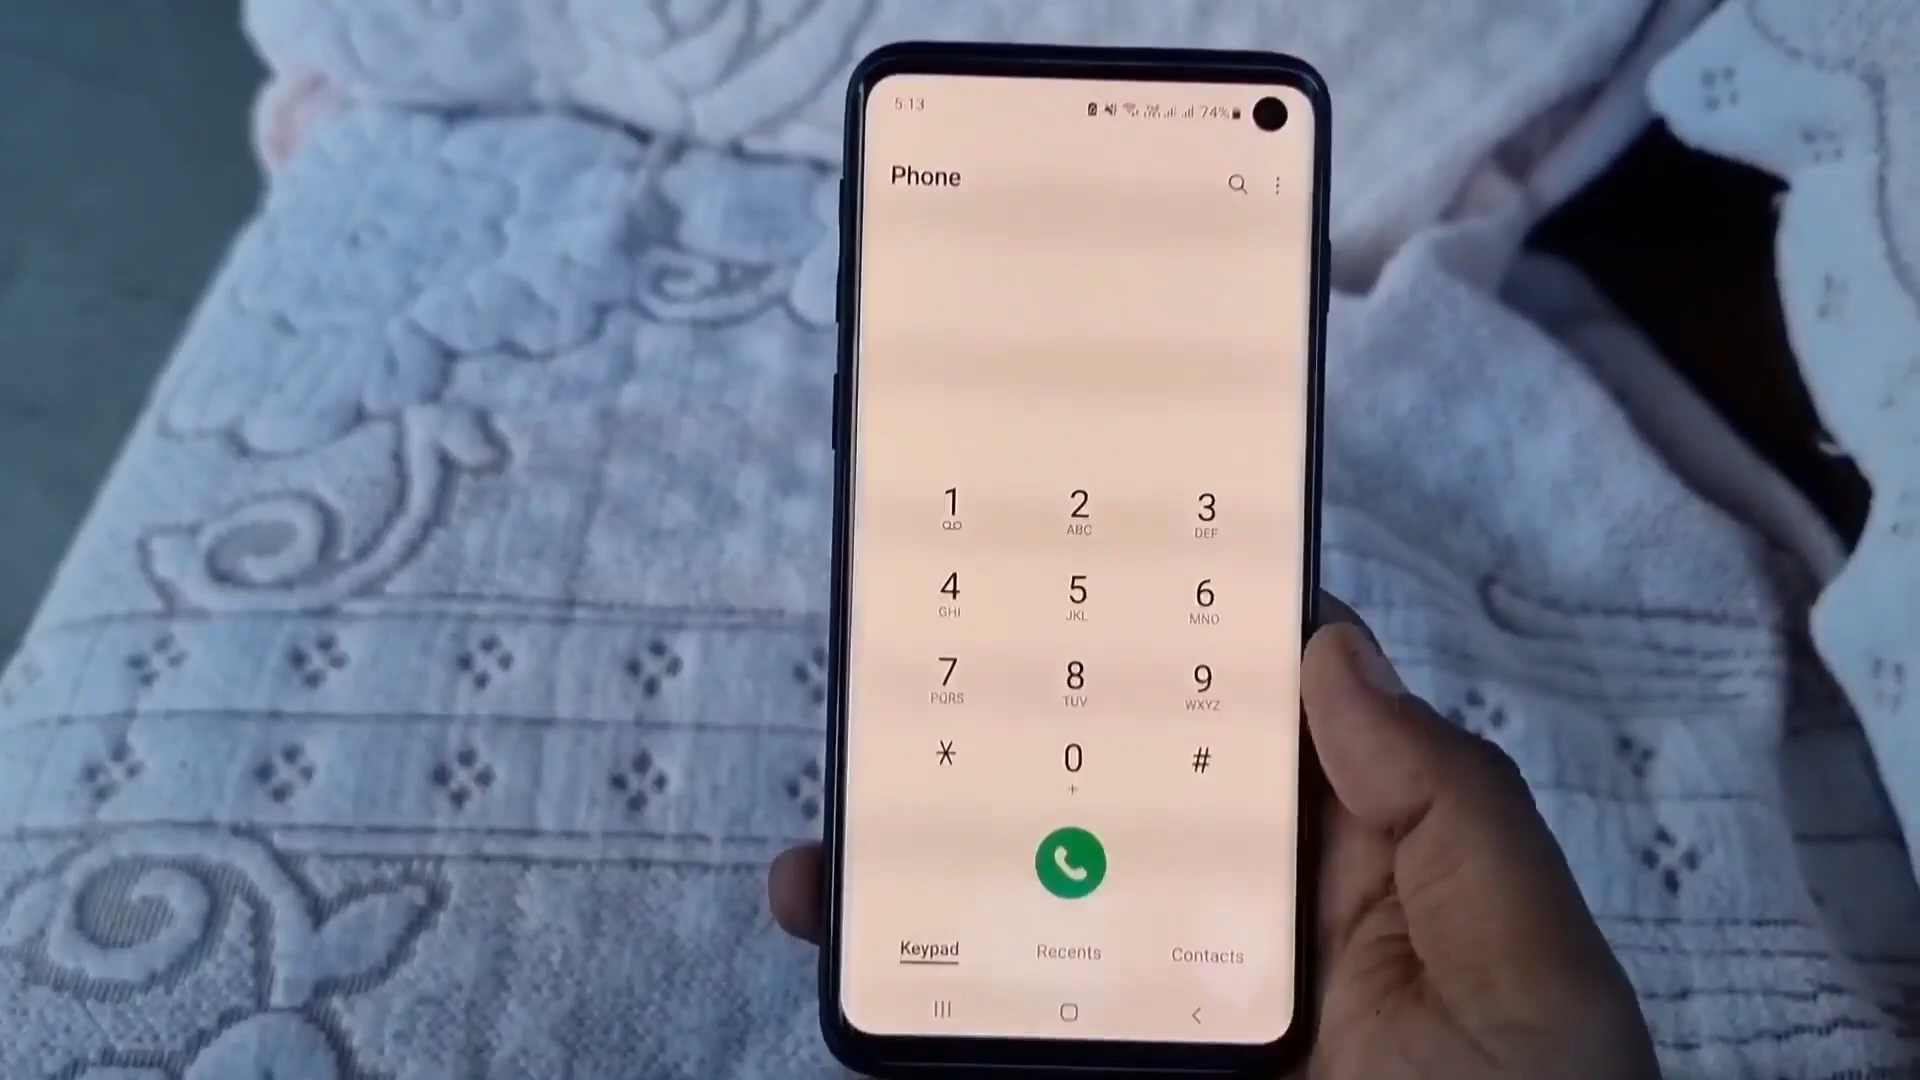 5:13
74%
Phone
1 2 3
ABC DEF
4 5 6
GHI JKL MNO
7 8 9
PQRS TUV WXYZ
* 0 #
+
Keypad Recents Contacts